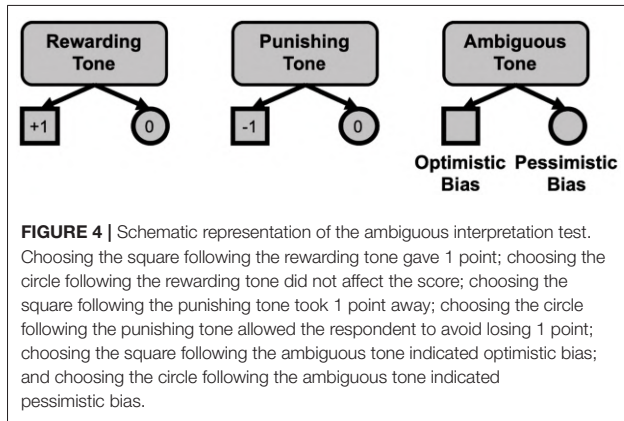 Rewarding Tone
Punishing Tone
Ambiguous Tone
+1
0
-1
0
Optimistic Bias
Pessimistic Bias
FIGURE 4 | Schematic representation of the ambiguous interpretation test.
Choosing the square following the rewarding tone gave 1 point; choosing the
circle following the rewarding tone did not affect the score; choosing the
square following the punishing tone took 1 point away; choosing the circle
following the punishing tone allowed the respondent to avoid losing 1 point;
choosing the square following the ambiguous tone indicated optimistic bias;
and choosing the circle following the ambiguous tone indicated
pessimistic bias.